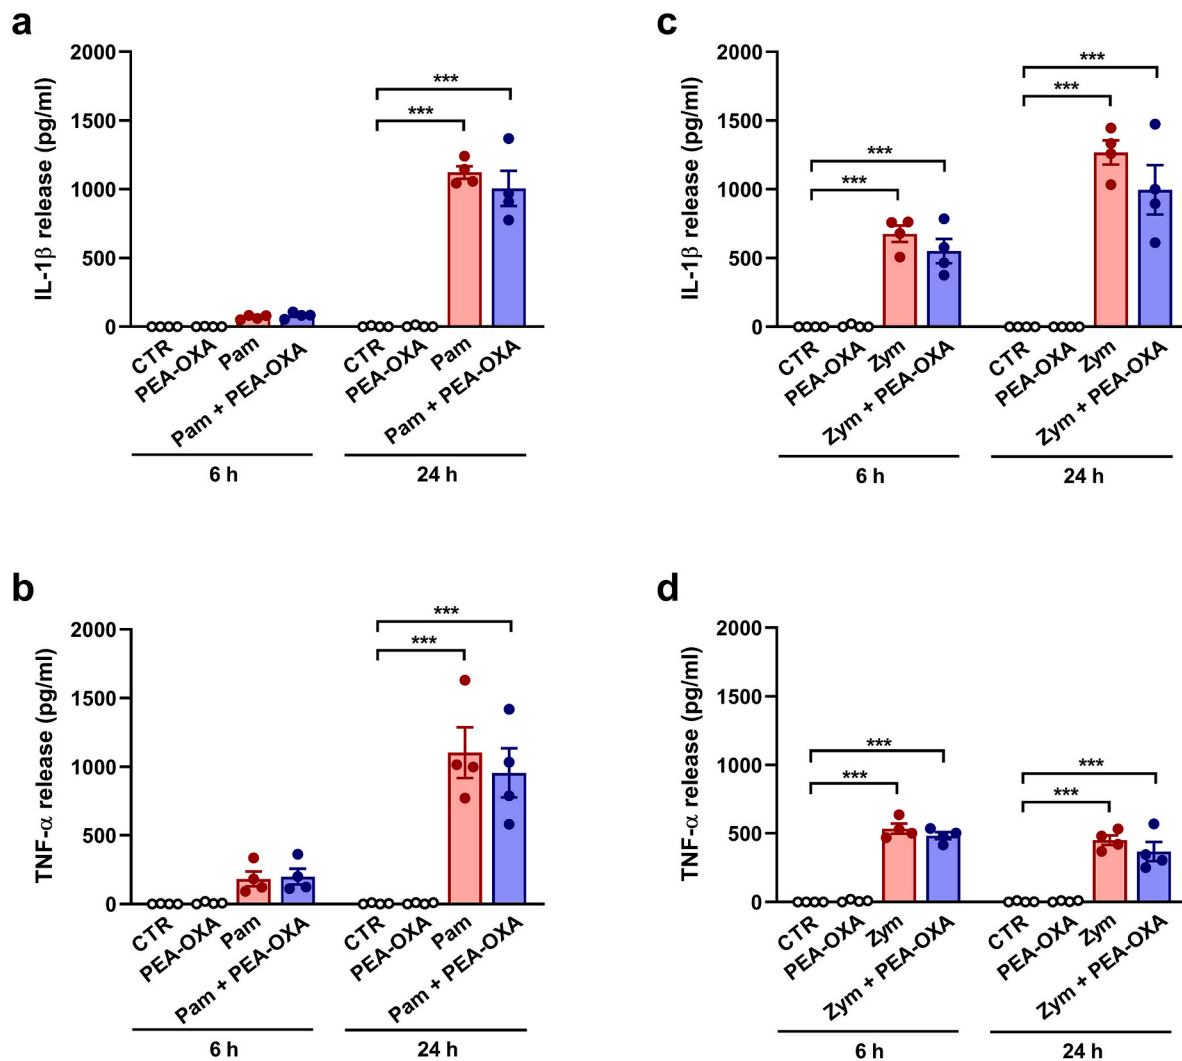 a
2000
1500
1000
500
0
IL-1β release (pg/ml)
***
***
CTR
PEA-OXA
Pam
Pam + PEA-OXA
CTR
PEA-OXA
Pam
Pam + PEA-OXA
6 h
24 h
c
2000
1500
1000
500
0
IL-1β release (pg/ml)
***
***
***
***
CTR
PEA-OXA
Zym
Zym + PEA-OXA
CTR
PEA-OXA
Zym
Zym + PEA-OXA
6 h
24 h
b
2000
1500
1000
500
0
TNF-α release (pg/ml)
***
***
CTR
PEA-OXA
Pam
Pam + PEA-OXA
CTR
PEA-OXA
Pam
Pam + PEA-OXA
6 h
24 h
d
2000
1500
1000
500
0
TNF-α release (pg/ml)
***
***
***
***
CTR
PEA-OXA
Zym
Zym + PEA-OXA
CTR
PEA-OXA
Zym
Zym + PEA-OXA
6 h
24 h